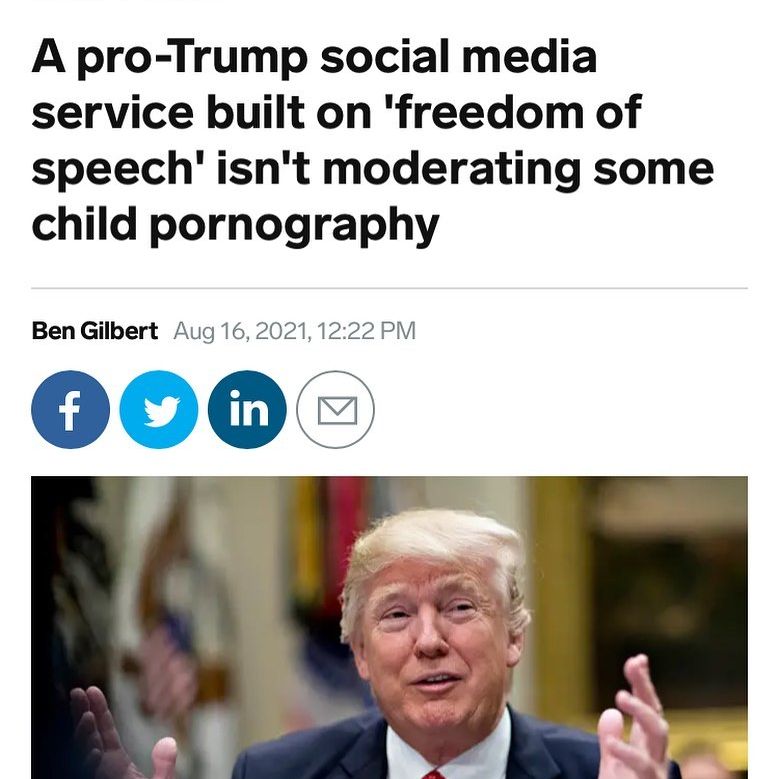 A pro-Trump social media
service built on 'freedom of
speech' isn't moderating some
child pornography
Ben Gilbert Aug 16, 2021, 12:22 PM
f in